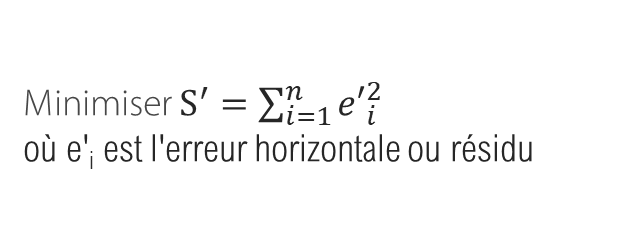 Minimiser S′ = ∑ⁿᵢ₌₁ e′²ᵢ
où e'ᵢ est l'erreur horizontale ou résidu